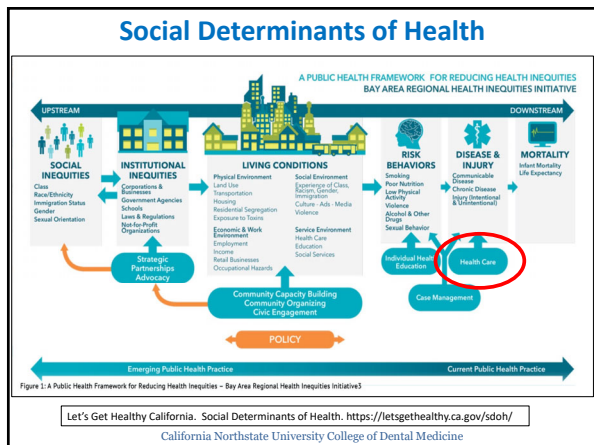 Social Determinants of Health
A PUBLIC HEALTH FRAMEWORK FOR REDUCING HEALTH INEQUITIES
BAY AREA REGIONAL HEALTH INEQUITIES INITIATIVE
UPSTREAM
DOWNSTREAM
SOCIAL
INEQUITIES
Class
Race/Ethnicity
Immigration Status
Gender
Sexual Orientation
INSTITUTIONAL
INEQUITIES
Corporations &
Businesses
Government Agencies
Schools
Laws & Regulations
Not-for-Profit
Organizations
LIVING CONDITIONS
Physical Environment
Land Use
Transportation
Housing
Residential Segregation
Exposure to Toxins
Economic & Work
Environment
Employment
Income
Retail Businesses
Occupational Hazards
Social Environment
Experience of Class,
Racism, Gender,
Immigration
Culture - Ads - Media
Violence
Service Environment
Health Care
Education
Social Services
RISK
BEHAVIORS
Smoking
Poor Nutrition
Low Physical
Activity
Violence
Alcohol & Other
Drugs
Sexual Behavior
DISEASE &
INJURY
Communicable
Disease
Chronic Disease
Injury (Intentional
& Unintentional)
MORTALITY
Infant Mortality
Life Expectancy
Strategic
Partnerships
Advocacy
Community Capacity Building
Community Organizing
Civic Engagement
Individual Health
Education
Health Care
Case Management
POLICY
Emerging Public Health Practice
Current Public Health Practice
Figure 1: A Public Health Framework for Reducing Health Inequities – Bay Area Regional Health Inequities Initiative3
Let's Get Healthy California. Social Determinants of Health. https://letsgethealthy.ca.gov/sdoh/
California Northstate University College of Dental Medicine